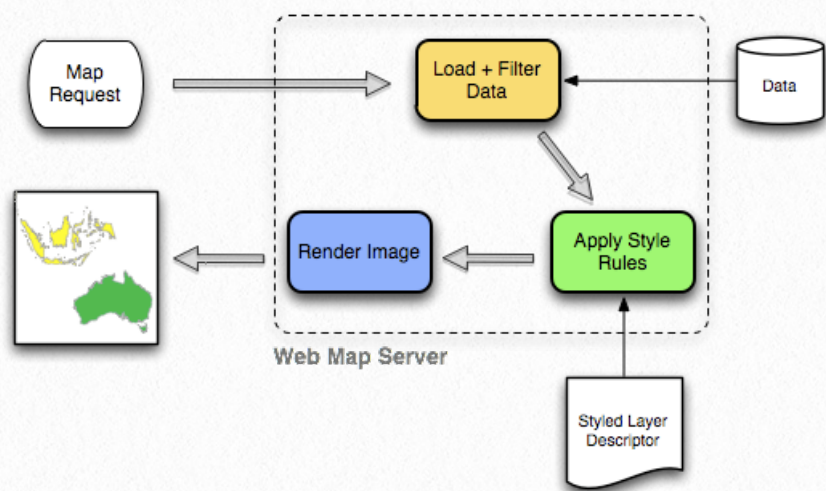 Map
Request
Load + Filter
Data
Data
Render Image
Apply Style
Rules
Web Map Server
Styled Layer
Descriptor